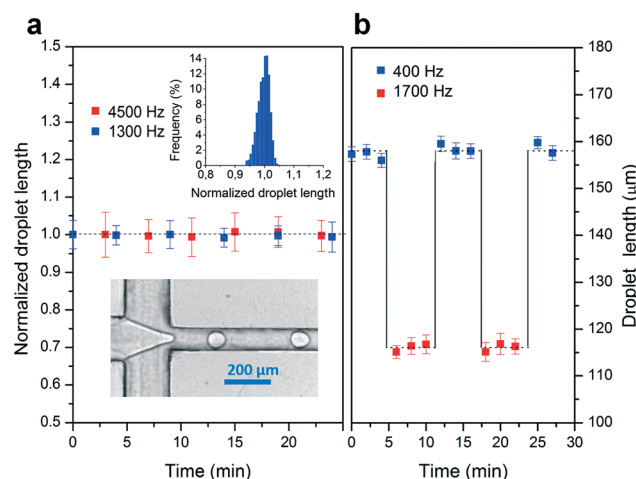 a
b
1.5
1.4
1.3
1.2
1.1
1.0
0.9
0.8
0.7
0.6
0.5
Normalized droplet length
4500 Hz
1300 Hz
14
12
10
8
6
4
2
0
Frequency (%)
0,8 0,9 1,0 1,1 1,2
Normalized droplet length
200 µm
0 5 10 15 20
Time (min)
400 Hz
1700 Hz
180
170
160
150
140
130
120
110
100
Droplet length (µm)
0 5 10 15 20 25 30
Time (min)